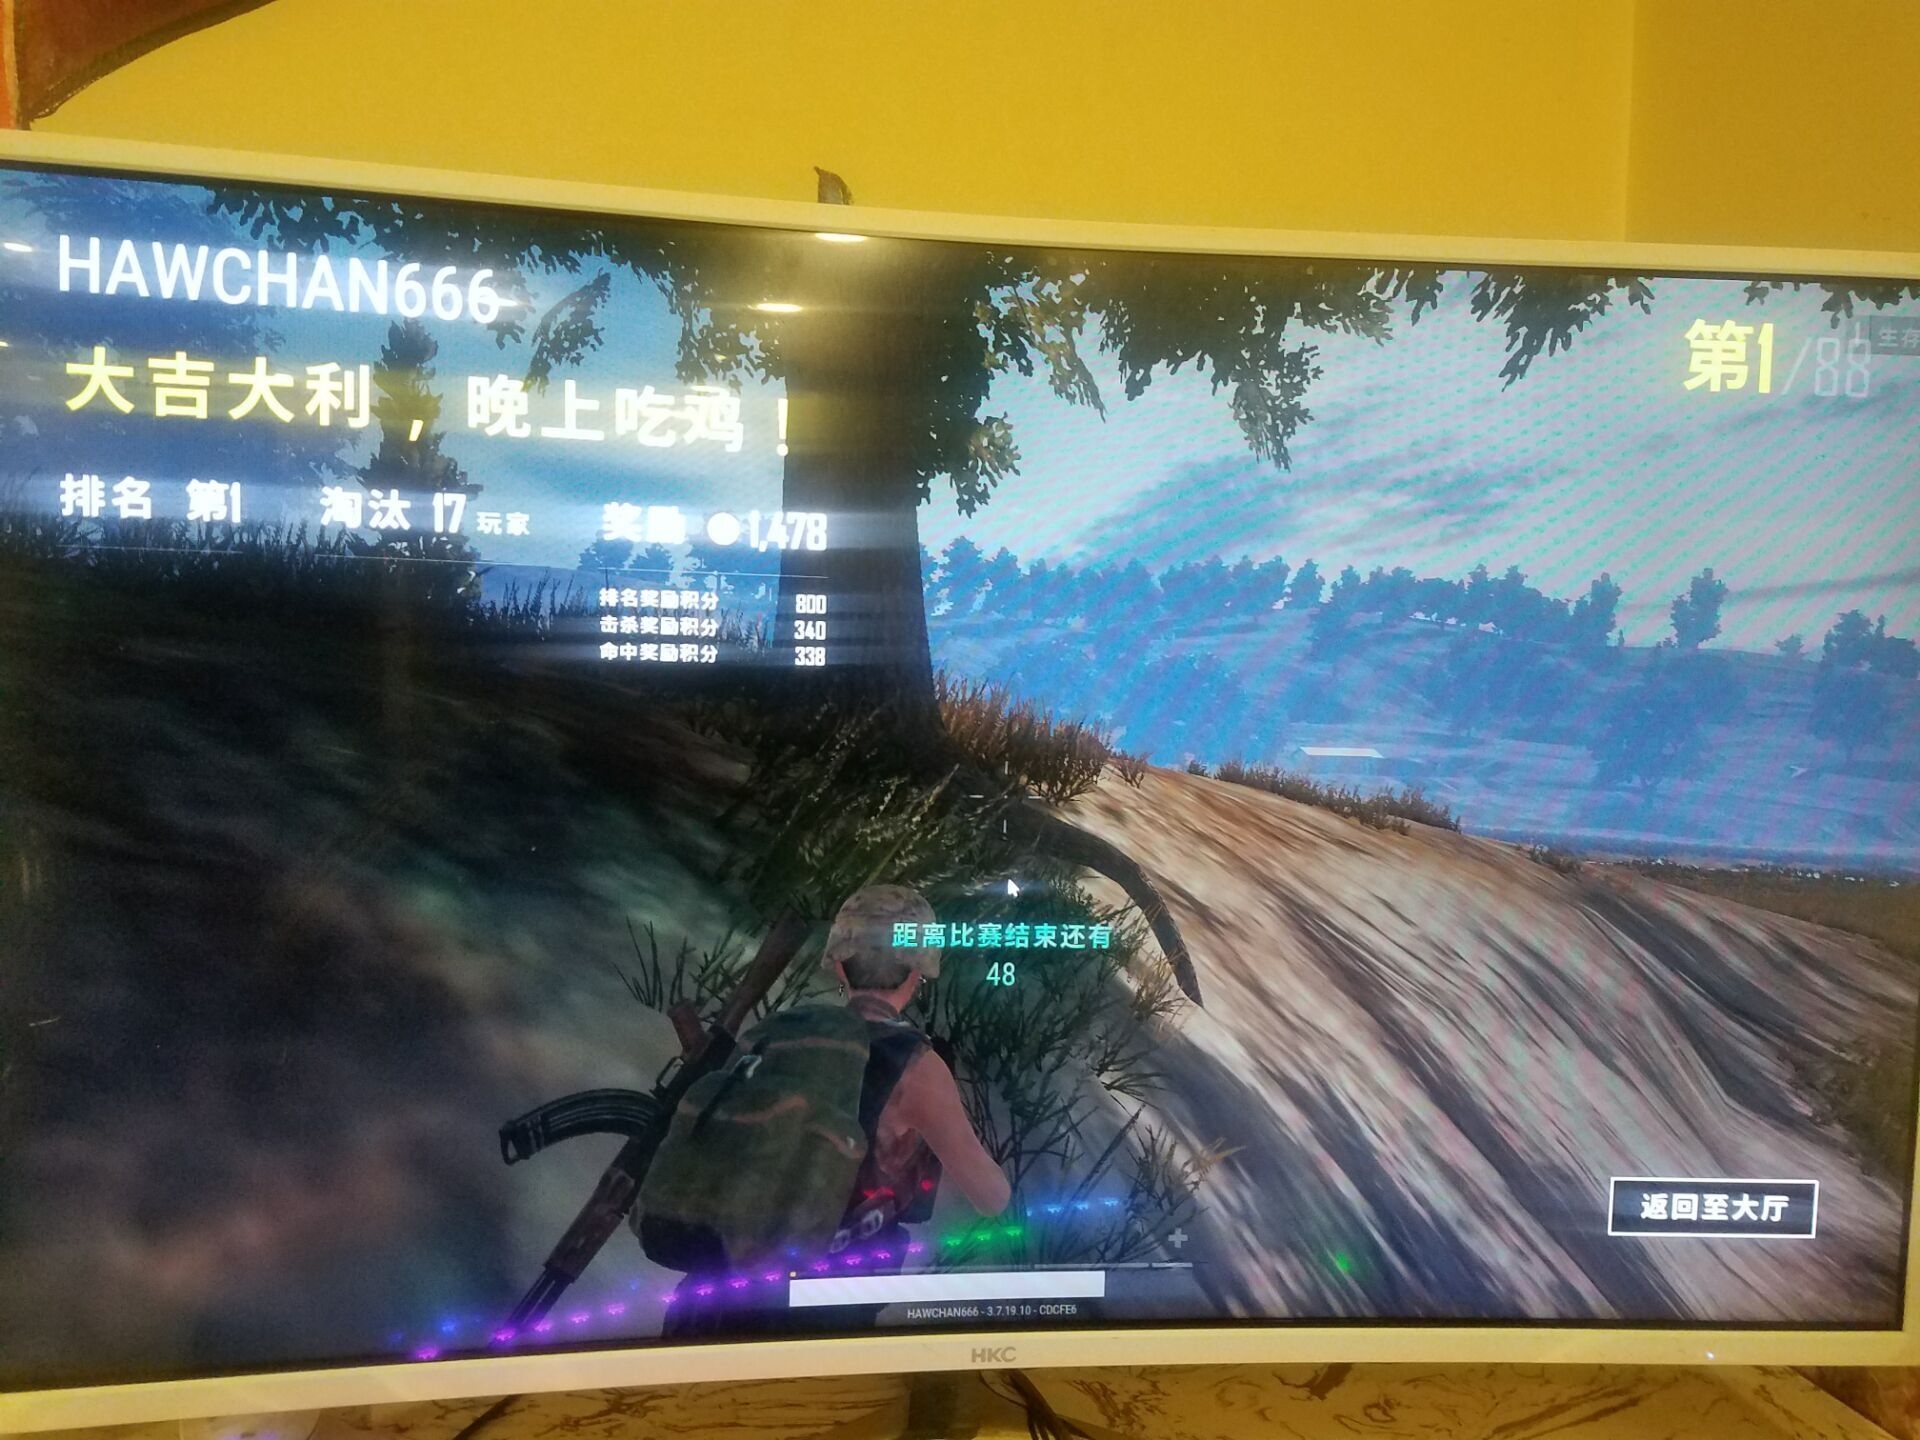 HAWCHAN666
大吉大利，晚上吃鸡！
第1/88
生存
排名 第1 淘汰 17 玩家 奖励 1,478
排名奖励积分 800
击杀奖励积分 340
命中奖励积分 338
距离比赛结束还有
48
返回至大厅
HAWCHAN666 - 3.7.19.10 - CDCFE6
HKC